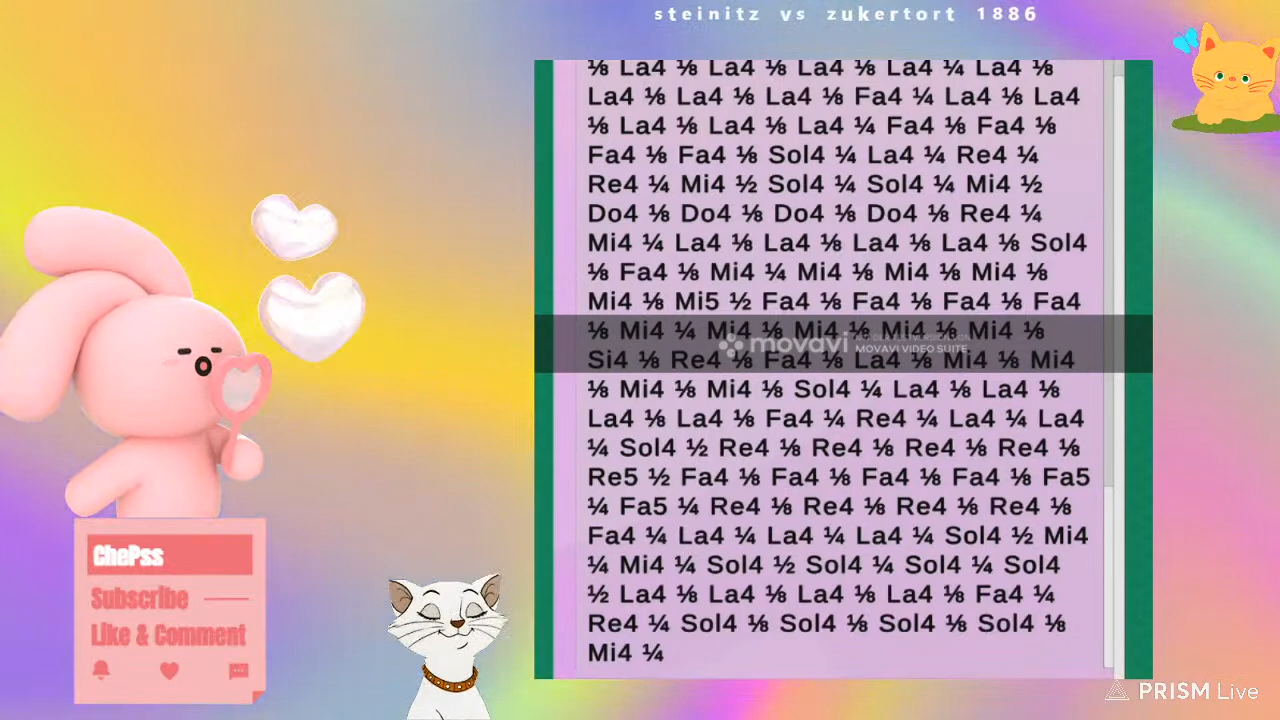 steinitz vs zukertort 1886
⅛ La4 ⅛ La4 ⅛ La4 ⅛ La4 ¼ La4 ⅛
La4 ⅛ La4 ⅛ La4 ⅛ Fa4 ¼ La4 ⅛ La4
⅛ La4 ⅛ La4 ⅛ La4 ¼ Fa4 ⅛ Fa4 ⅛
Fa4 ⅛ Fa4 ⅛ Sol4 ¼ La4 ¼ Re4 ¼
Re4 ¼ Mi4 ½ Sol4 ¼ Sol4 ¼ Mi4 ½
Do4 ⅛ Do4 ⅛ Do4 ⅛ Do4 ⅛ Re4 ¼
Mi4 ¼ La4 ⅛ La4 ⅛ La4 ⅛ La4 ⅛ Sol4
⅛ Fa4 ⅛ Mi4 ¼ Mi4 ⅛ Mi4 ⅛ Mi4 ⅛
Mi4 ⅛ Mi5 ½ Fa4 ⅛ Fa4 ⅛ Fa4 ⅛ Fa4
⅛ Mi4 ¼ Mi4 ⅛ Mi4 ⅛ Mi4 ⅛ Mi4 ⅛
movavi
MOVAVI VIDEO SUITE
Si4 ⅛ Re4 ⅛ Fa4 ⅛ La4 ⅛ Mi4 ⅛ Mi4
⅛ Mi4 ⅛ Mi4 ⅛ Sol4 ¼ La4 ⅛ La4 ⅛
La4 ⅛ La4 ⅛ Fa4 ¼ Re4 ¼ La4 ¼ La4
¼ Sol4 ½ Re4 ⅛ Re4 ⅛ Re4 ⅛ Re4 ⅛
Re5 ½ Fa4 ⅛ Fa4 ⅛ Fa4 ⅛ Fa4 ⅛ Fa5
¼ Fa5 ¼ Re4 ⅛ Re4 ⅛ Re4 ⅛ Re4 ⅛
Fa4 ¼ La4 ¼ La4 ¼ La4 ¼ Sol4 ½ Mi4
¼ Mi4 ¼ Sol4 ½ Sol4 ¼ Sol4 ¼ Sol4
½ La4 ⅛ La4 ⅛ La4 ⅛ La4 ⅛ Fa4 ¼
Re4 ¼ Sol4 ⅛ Sol4 ⅛ Sol4 ⅛ Sol4 ⅛
Mi4 ¼
ChePss
Subscribe
Like & Comment
PRISM Live